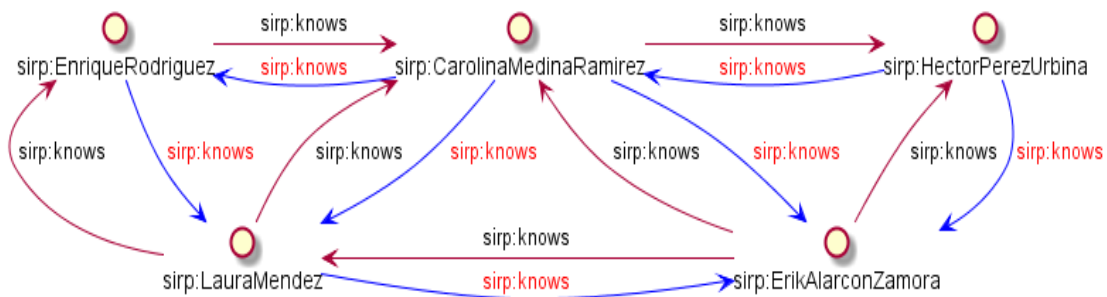 sirp:knows
sirp:knows
sirp:EnriqueRodriguez
sirp:knows
sirp:CarolinaMedinaRamirez
sirp:knows
sirp:HectorPerezUrbina
sirp:knows
sirp:knows
sirp:knows
sirp:knows
sirp:knows
sirp:knows
sirp:knows
sirp:knows
sirp:knows
sirp:LauraMendez
sirp:knows
sirp:ErikAlarconZamora